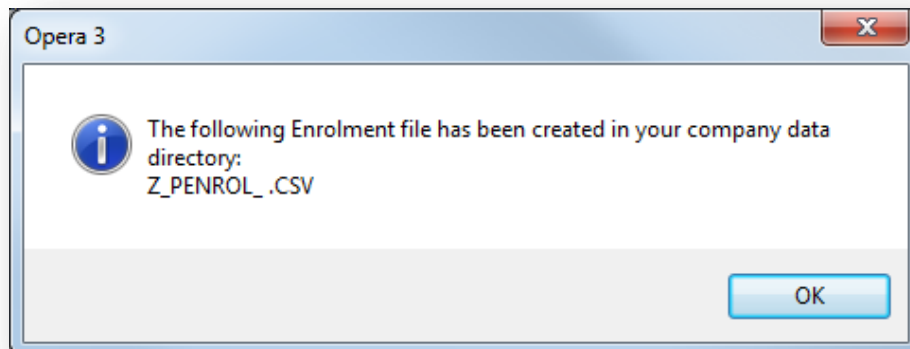 Opera 3
The following Enrolment file has been created in your company data
directory:
Z_PENROL_ .CSV
OK